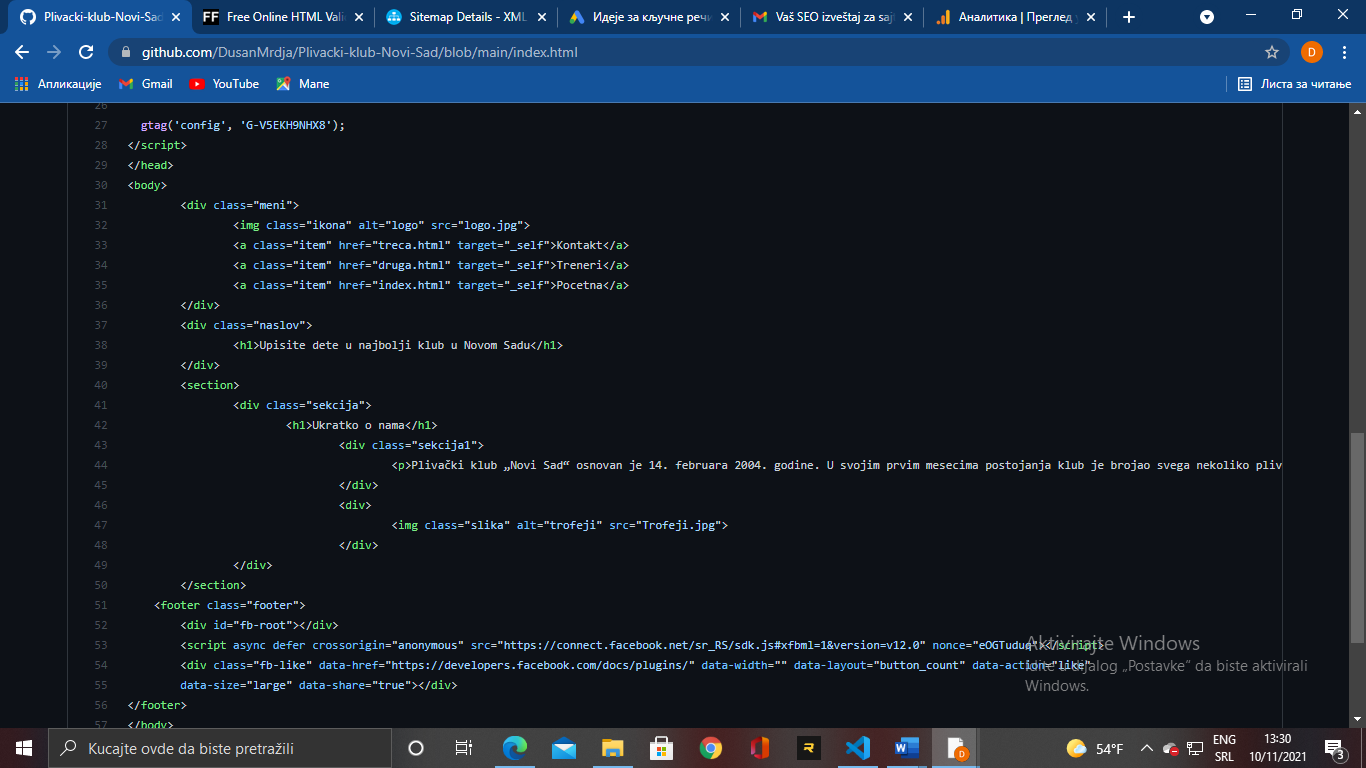 Plivacki-klub-Novi-Sad
Free Online HTML Vali
Sitemap Details - XML
Идеје за кључне речи
Vaš SEO izveštaj za sajt
Аналитика | Преглед
github.com/DusanMrdja/Plivacki-klub-Novi-Sad/blob/main/index.html
D
Апликације
Gmail
YouTube
Мапе
Листа за читање
26
27 gtag('config', 'G-V5EKH9NHX8');
28 </script>
29 </head>
30 <body>
31 <div class="meni">
32 <img class="ikona" alt="logo" src="logo.jpg">
33 <a class="item" href="treca.html" target="_self">Kontakt</a>
34 <a class="item" href="druga.html" target="_self">Treneri</a>
35 <a class="item" href="index.html" target="_self">Pocetna</a>
36 </div>
37 <div class="naslov">
38 <h1>Upisite dete u najbolji klub u Novom Sadu</h1>
39 </div>
40 <section>
41 <div class="sekcija">
42 <h1>Ukratko o nama</h1>
43 <div class="sekcija1">
44 <p>Plivački klub „Novi Sad“ osnovan je 14. februara 2004. godine. U svojim prvim mesecima postojanja klub je brojao svega nekoliko pliv
45 </div>
46 <div>
47 <img class="slika" alt="trofeji" src="Trofeji.jpg">
48 </div>
49 </div>
50 </section>
51 <footer class="footer">
52 <div id="fb-root"></div>
53 <script async defer crossorigin="anonymous" src="https://connect.facebook.net/sr_RS/sdk.js#xfbml=1&version=v12.0" nonce="eOGTuduq"></script>
54 <div class="fb-like" data-href="https://developers.facebook.com/docs/plugins/" data-width="" data-layout="button_count" data-action="like"
55 data-size="large" data-share="true"></div>
56 </footer>
57 </body>
Aktivirajte Windows
Idite u dijalog „Postavke“ da biste aktivirali
Windows.
Kucajte ovde da biste pretražili
54°F
ENG
SRL
13:30
10/11/2021
3